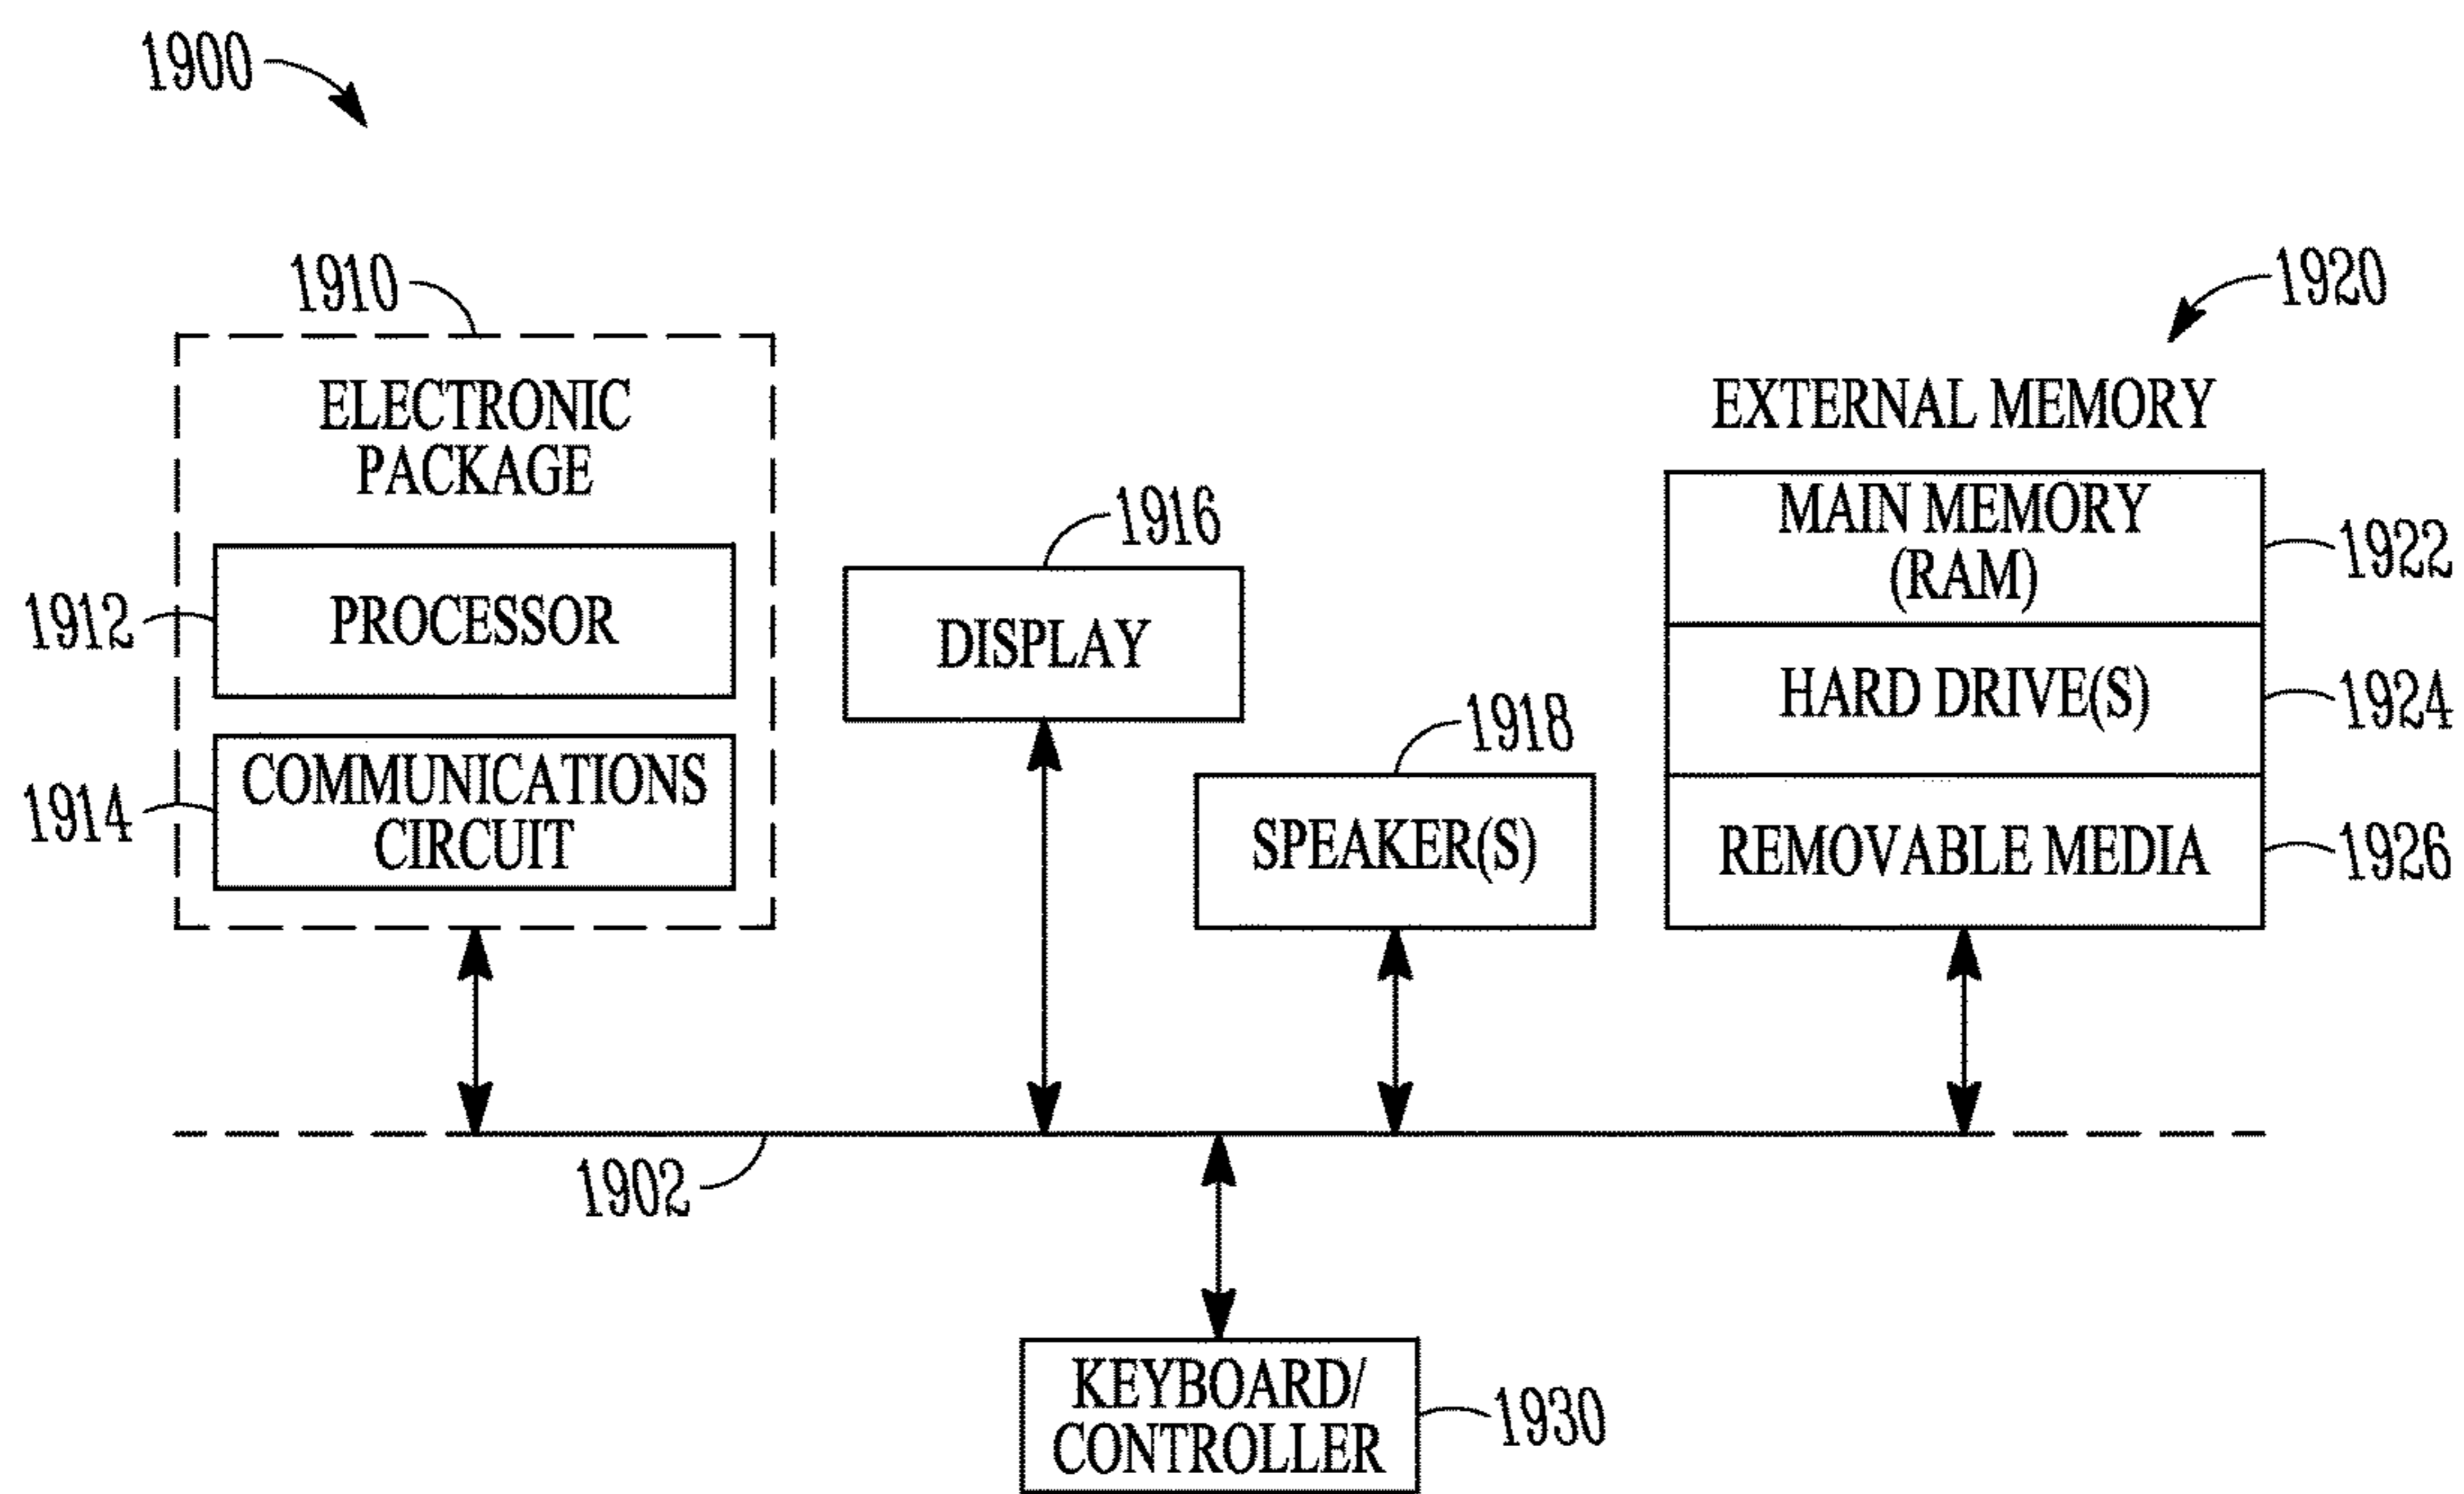 1900
1910
1920
ELECTRONIC
PACKAGE
EXTERNAL MEMORY
1916
MAIN MEMORY
(RAM)
1922
1912
PROCESSOR
DISPLAY
HARD DRIVE(S)
1924
1918
1914
COMMUNICATIONS
CIRCUIT
SPEAKER(S)
REMOVABLE MEDIA
1926
1902
KEYBOARD/
CONTROLLER
1930